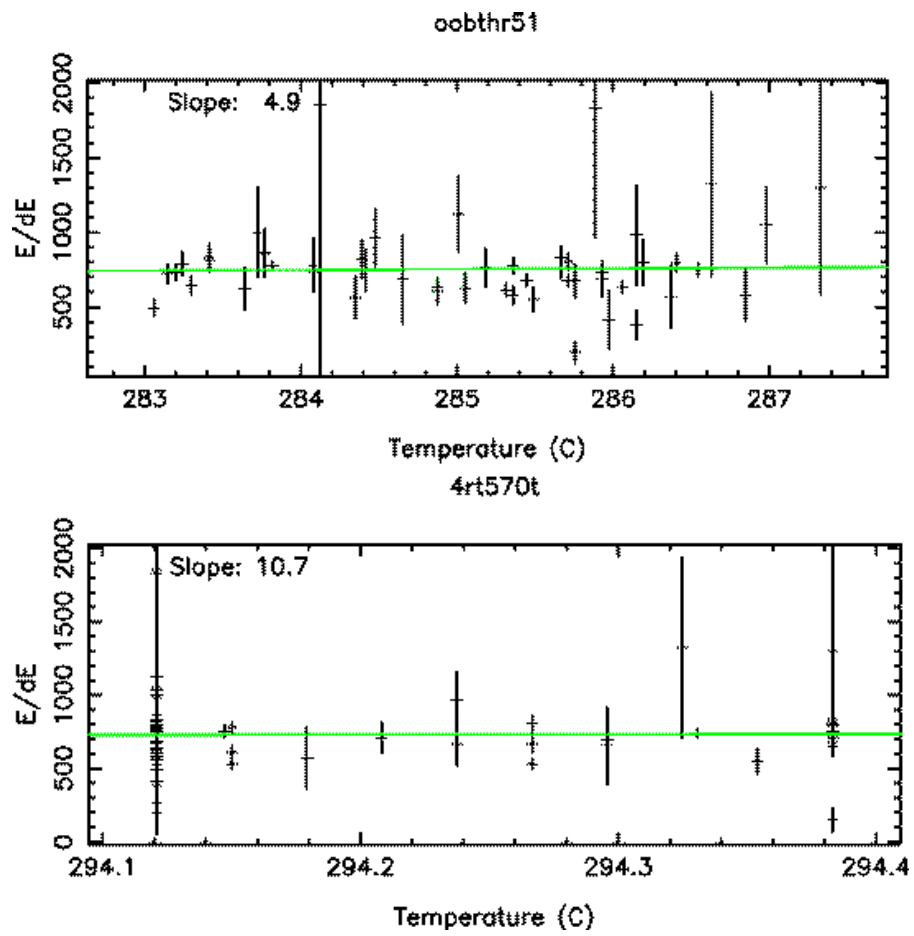 oobthr51
2000
Slope: 4.9
1500
1000
500
E/dE
283 284 285 286 287
Temperature (C)
4rt570t
2000
Slope: 10.7
1500
1000
500
0
E/dE
294.1 294.2 294.3 294.4
Temperature (C)